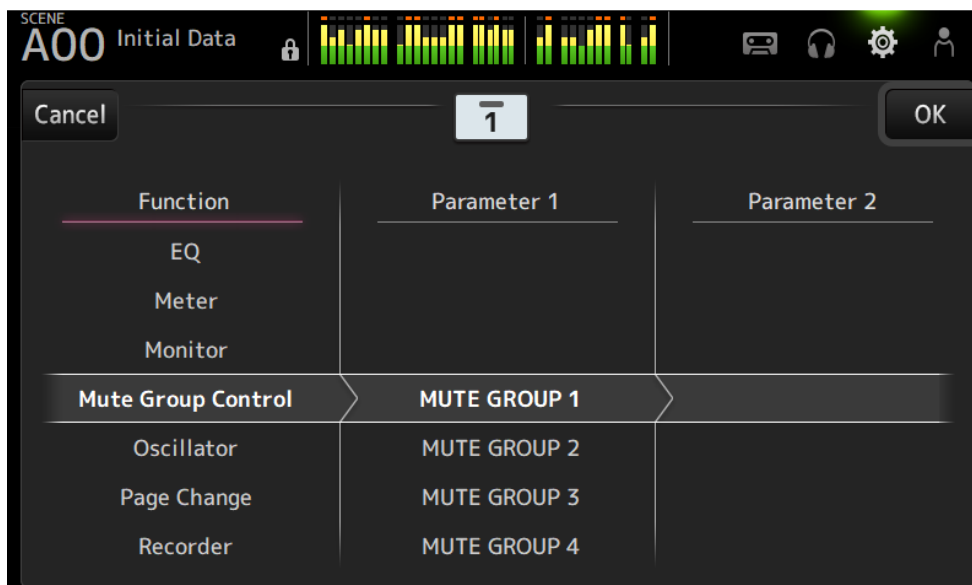 SCENE
A00 Initial Data
Cancel
1
OK
Function Parameter 1 Parameter 2
EQ
Meter
Monitor
Mute Group Control MUTE GROUP 1
Oscillator MUTE GROUP 2
Page Change MUTE GROUP 3
Recorder MUTE GROUP 4